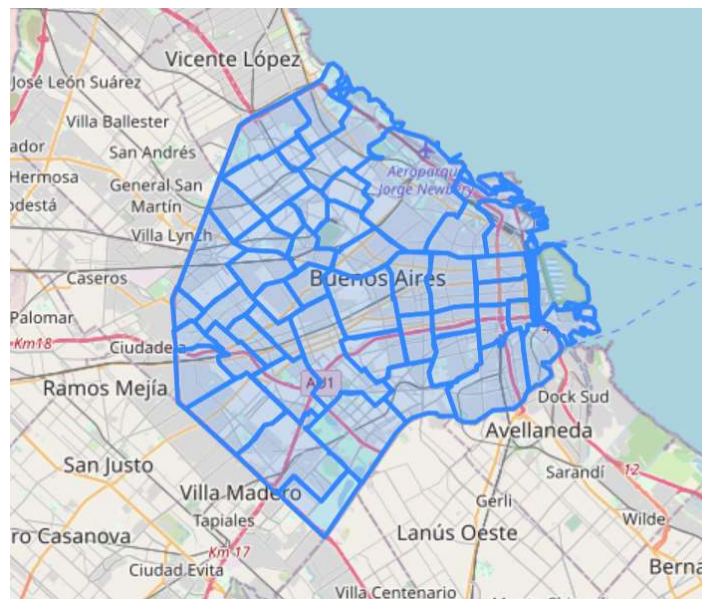 Vicente López
José León Suárez
Villa Ballester
San Andrés
ador
Hermosa
General San
Martín
odestá
Aeroparqu
Jorge Newbery
Villa Lynch
Caseros
Buenos Aires
Palomar
Km18
Ciudadela
AU1
Ramos Mejía
Dock Sud
Avellaneda
San Justo
Sarandí
12
Villa Madero
Gerli
Tapiales
Wilde
ro Casanova
Lanús Oeste
Km 17
Ciudad Evita
Berna
Villa Centenario